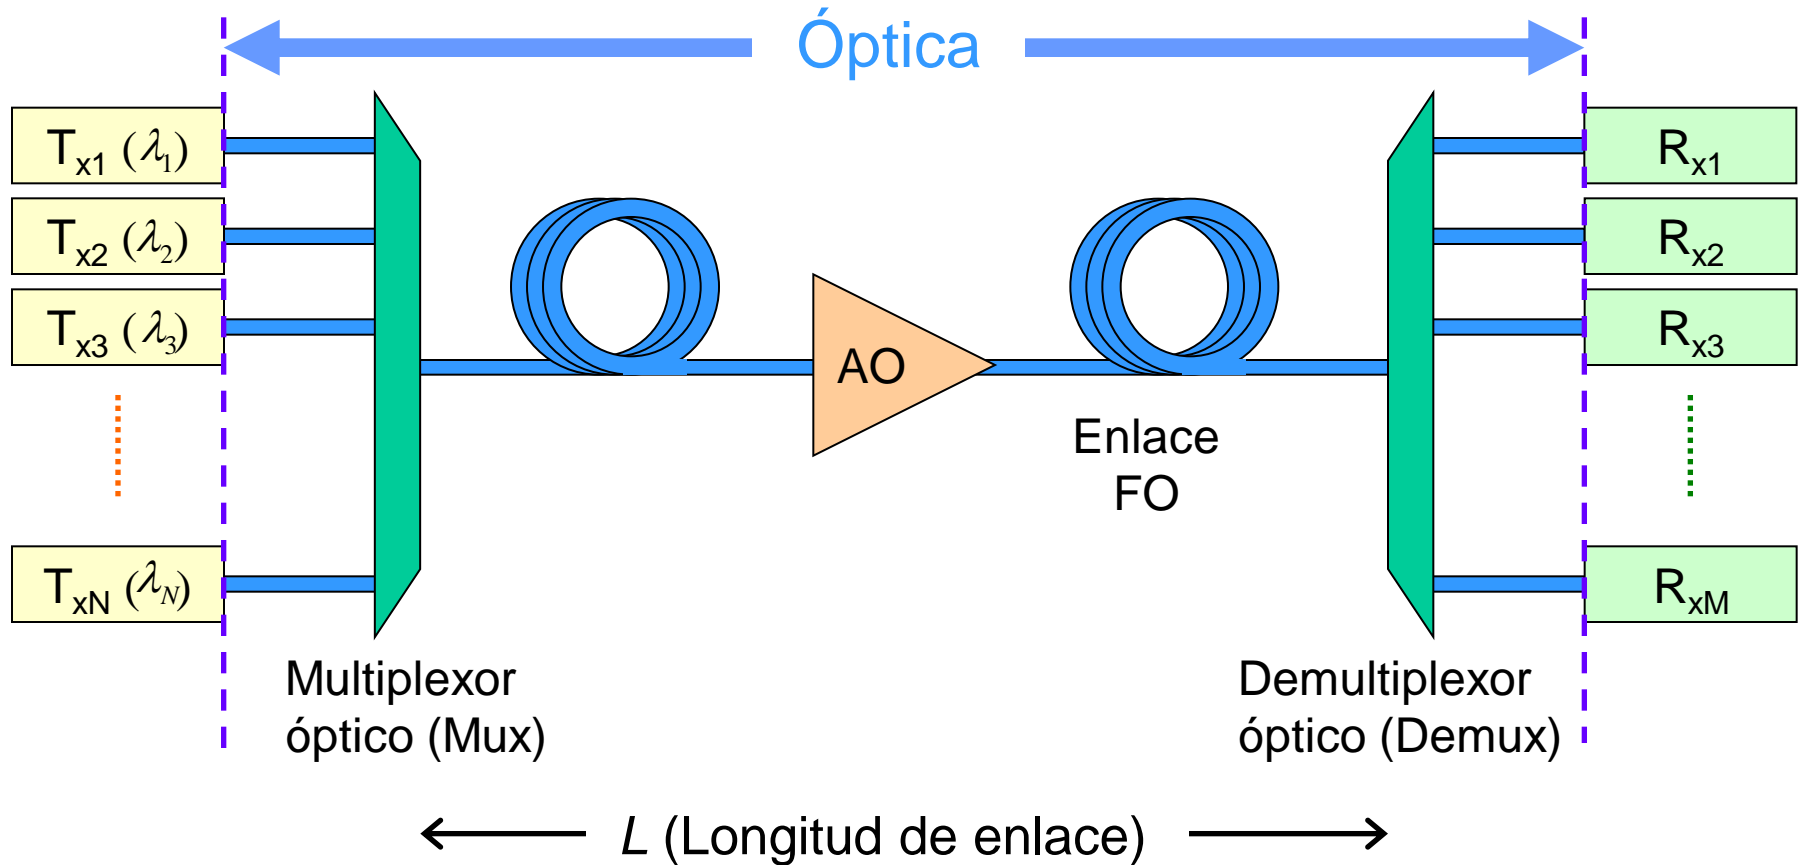 Óptica
Tx1 (λ1)
Tx2 (λ2)
Tx3 (λ3)
TxN (λN)
Rx1
Rx2
Rx3
RxM
AO
Enlace
FO
Multiplexor
óptico (Mux)
Demultiplexor
óptico (Demux)
L (Longitud de enlace)